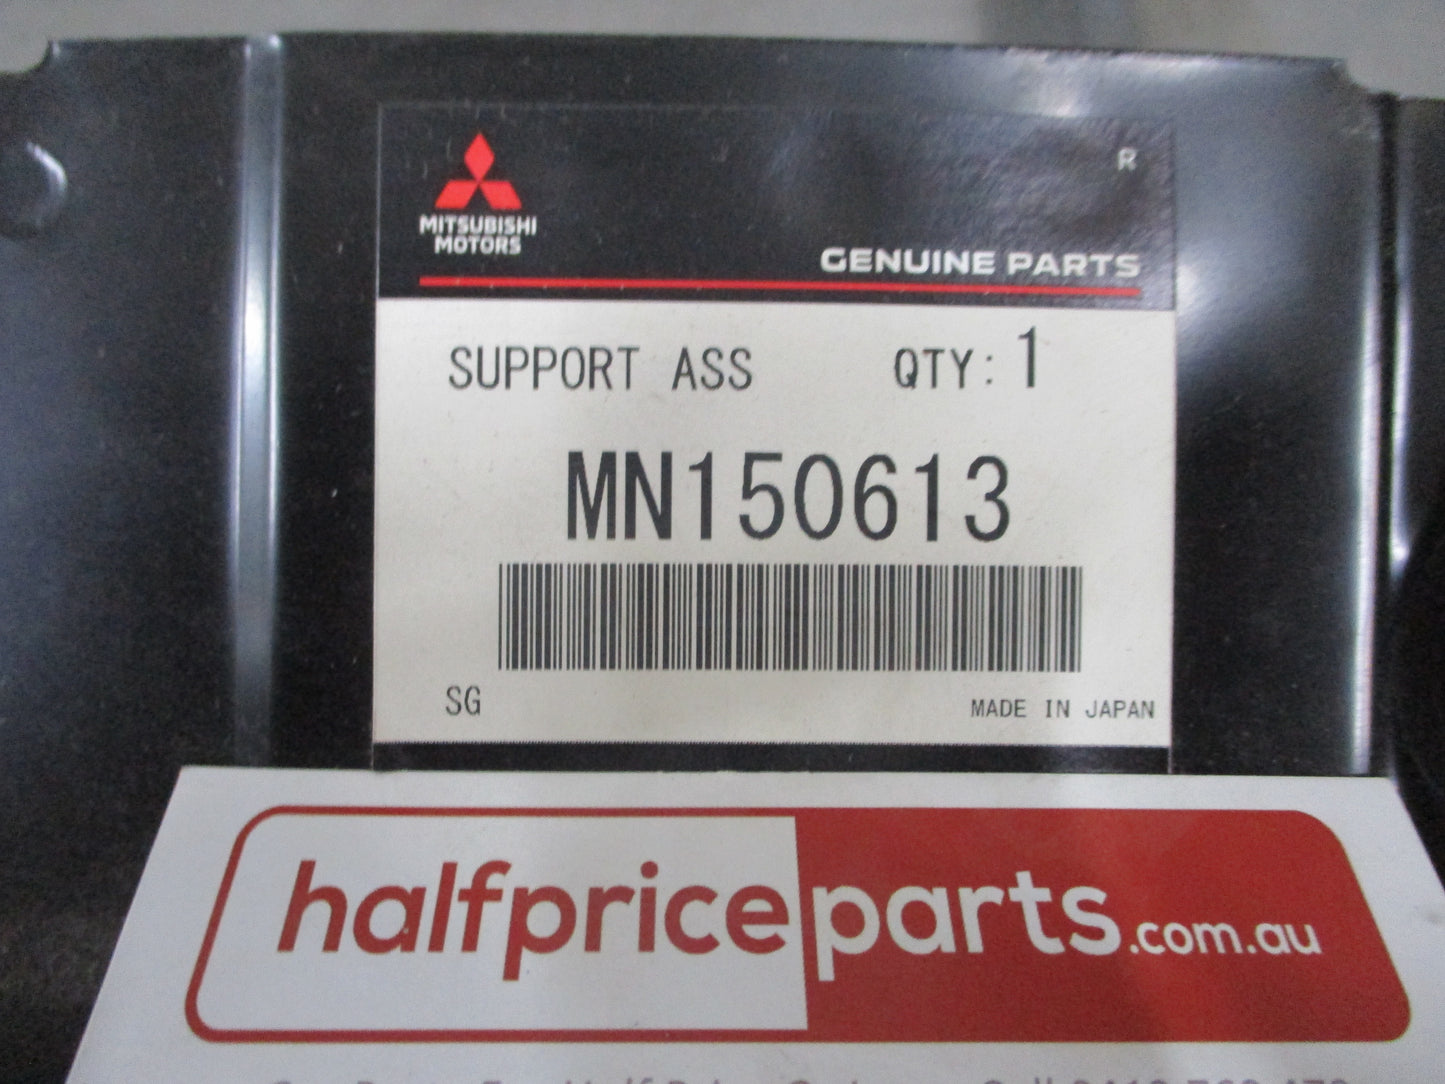 MITSUBISHI
MOTORS
R
GENUINE PARTS
SUPPORT ASS QTY: 1
MN150613
SG MADE IN JAPAN
halfpriceparts.com.au